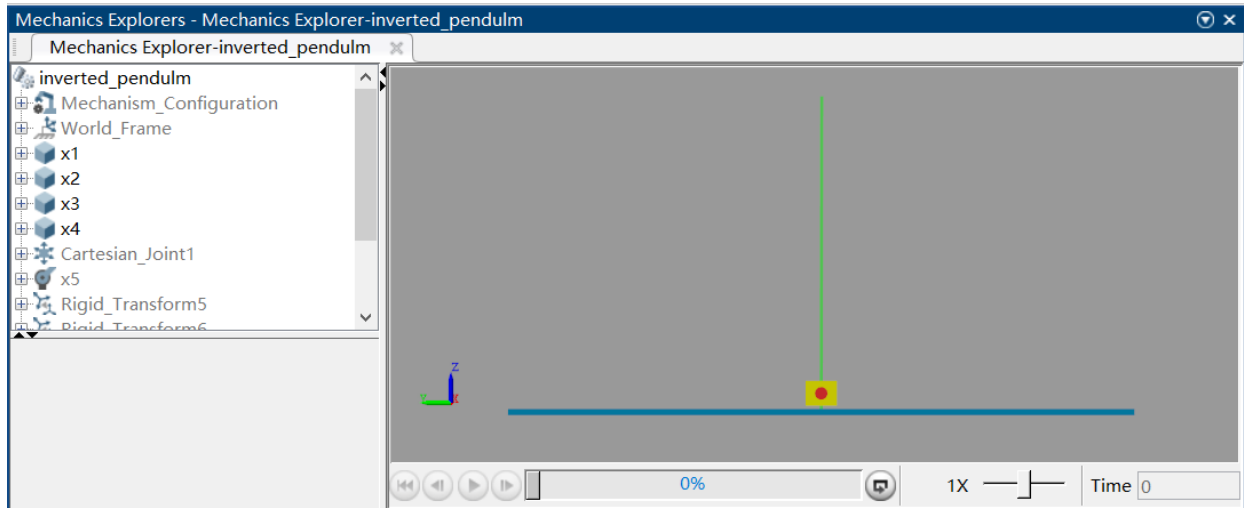 Mechanics Explorers - Mechanics Explorer-inverted_pendulm
Mechanics Explorer-inverted_pendulm
inverted_pendulm
Mechanism_Configuration
World_Frame
x1
x2
x3
x4
Cartesian_Joint1
x5
Rigid_Transform5
Rigid_Transform6
Z
Y
X
0%
1X
Time 0